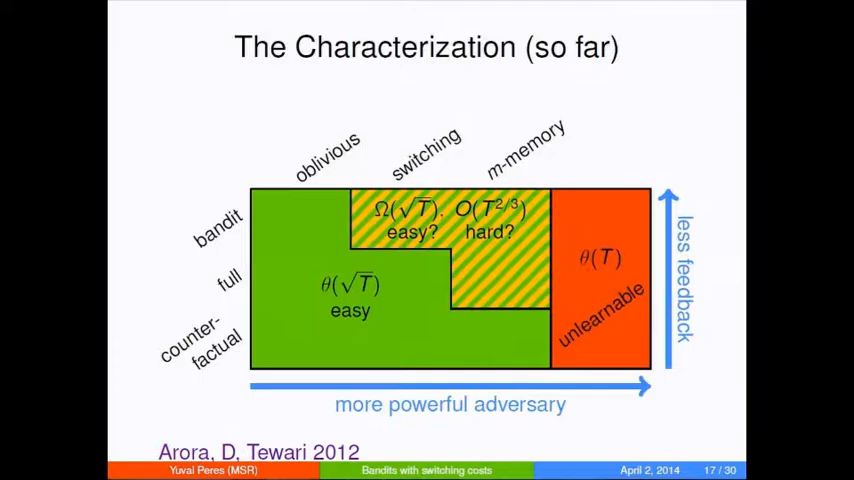 The Characterization (so far)
oblivious
switching
m-memory
bandit
full
counter-
factual
Ω(√T). O(T^2/3)
easy? hard?
θ(√T)
easy
θ(T)
unlearnable
less feedback
more powerful adversary
Arora, D, Tewari 2012
Yuval Peres (MSR) Bandits with switching costs April 2, 2014 17 / 30